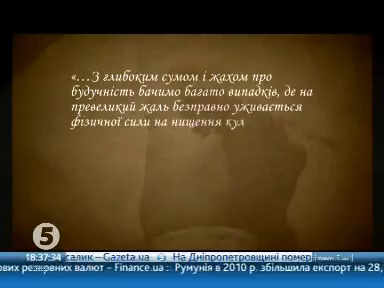 «…З глибоким сумом і жахом про
будучність бачимо багато випадків, де на
превеликий жаль безправно уживається
фізичної сили на нищення кул
5
18:37:34 салик – Gazeta.ua На Дніпропетровщині помер
ових резервних валют – Finance.ua :: Румунія в 2010 р. збільшила експорт на 28,